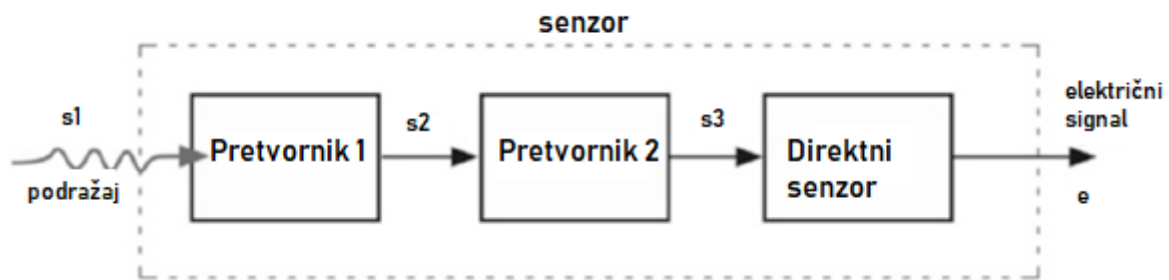 senzor
s1
podražaj
Pretvornik 1
s2
Pretvornik 2
s3
Direktni
senzor
električni
signal
e